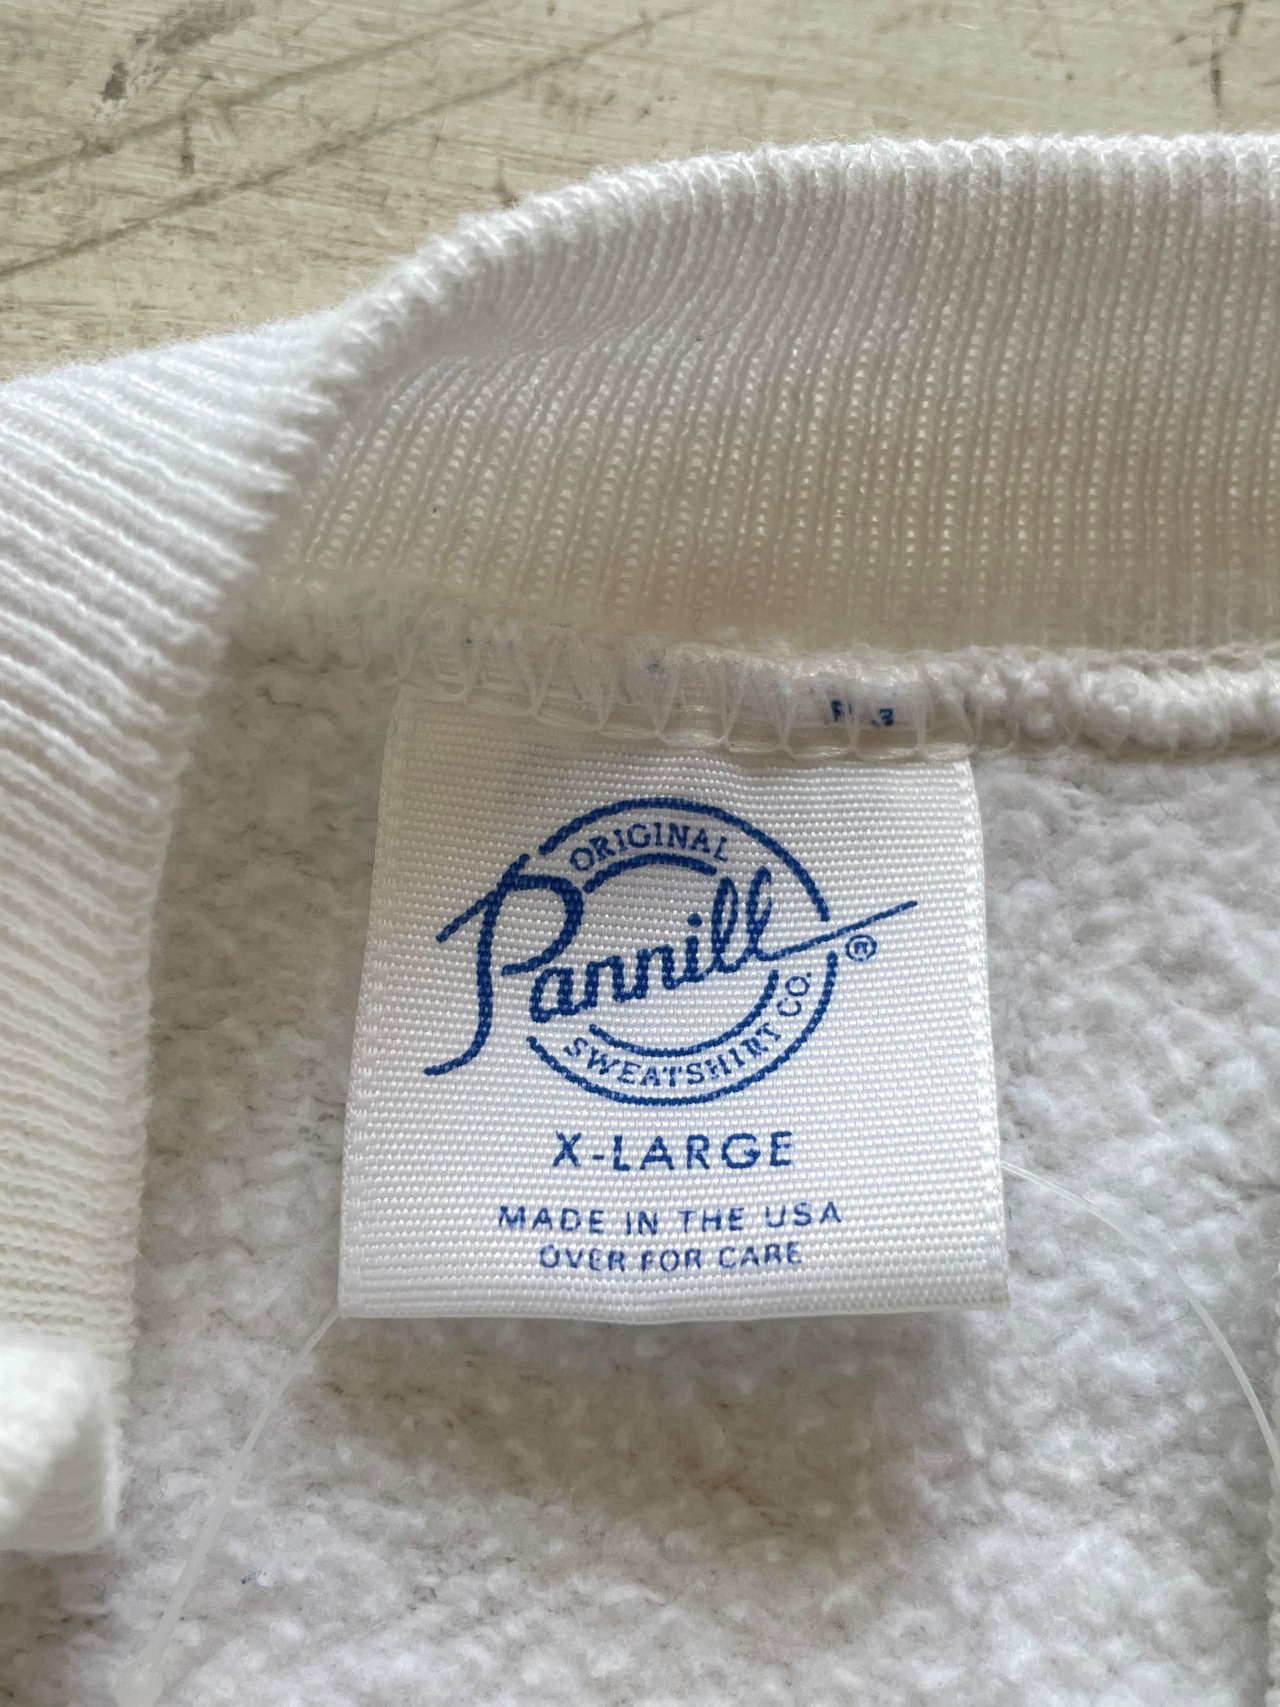 ORIGINAL
Pannill®
SWEATSHIRT CO.
X-LARGE
MADE IN THE USA
OVER FOR CARE